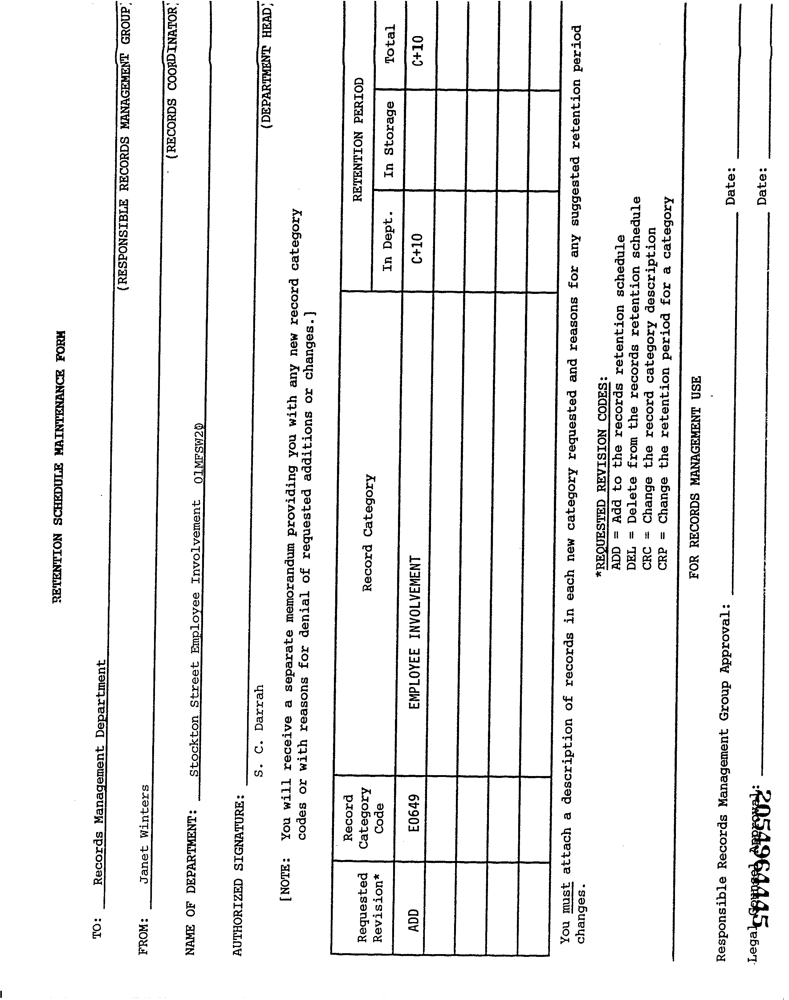 RETENTION SCHEDULE MAINTENANCE FORM
TO: Records Management Department
(RESPONSIBLE RECORDS MANAGEMENT GROUP)
FROM: Janet Winters
(RECORDS COORDINATOR)
NAME OF DEPARTMENT: Stockton Street Employee Involvement 01MFSW20
AUTHORIZED SIGNATURE:
S. C. Darrah
(DEPARTMENT HEAD)
[NOTE: You will receive a separate memorandum providing you with any new record category
codes or with reasons for denial of requested additions or changes.]
Requested Revision*
Record Category Code
Record Category
RETENTION PERIOD
In Dept.
In Storage
Total
ADD E0649 EMPLOYEE INVOLVEMENT C+10 C+10
You must attach a description of records in each new category requested and reasons for any suggested retention period
changes.
*REQUESTED REVISION CODES:
ADD = Add to the records retention schedule
DEL = Delete from the records retention schedule
CRC = Change the record category description
CRP = Change the retention period for a category
FOR RECORDS MANAGEMENT USE
Responsible Records Management Group Approval: Date:
Legal Counsel Approval: Date:
2054964445